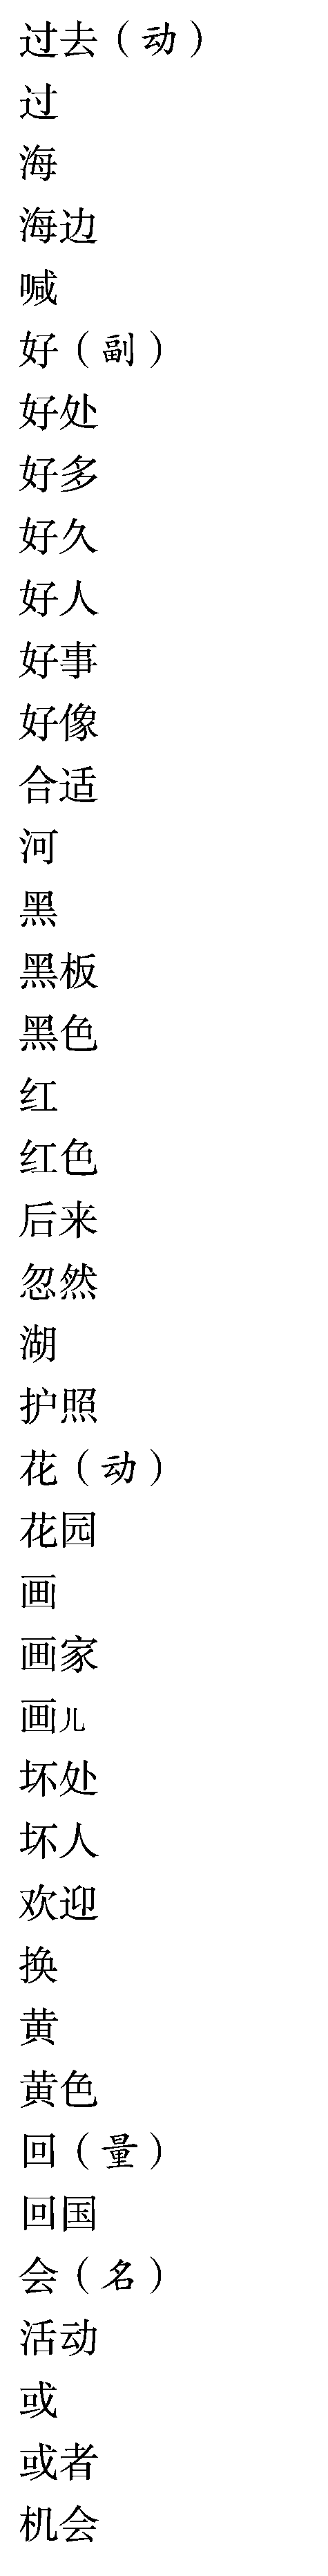 过去（动）
过
海
海边
喊
好（副）
好处
好多
好久
好人
好事
好像
合适
河
黑
黑板
黑色
红
红色
后来
忽然
湖
护照
花（动）
花园
画
画家
画儿
坏处
坏人
欢迎
换
黄
黄色
回（量）
回国
会（名）
活动
或
或者
机会